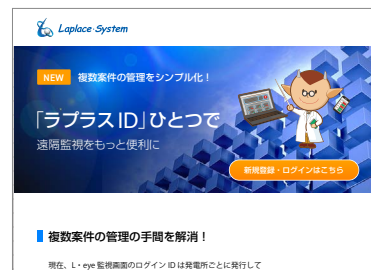 Laplace·System
NEW 複数案件の管理をシンプル化！
「ラプラスID」ひとつで
遠隔監視をもっと便利に
新規登録・ログインはこちら
複数案件の管理の手間を解消！
現在、L・eye 監視画面のログイン ID は発電所ごとに発行して